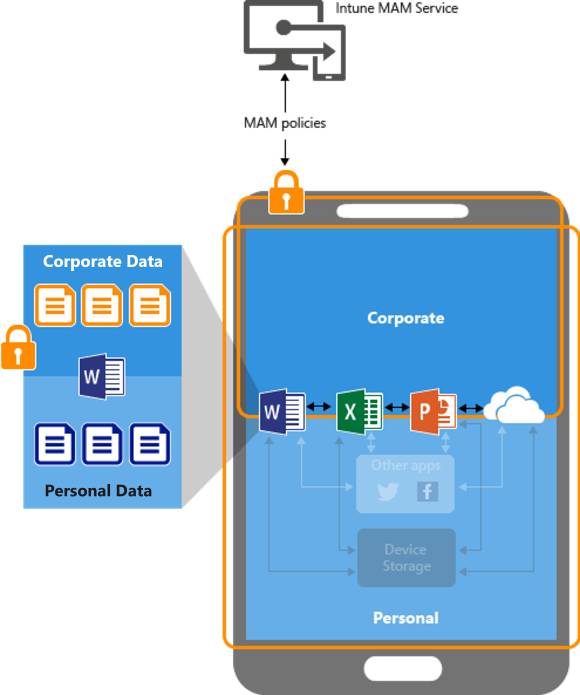 Intune MAM Service
MAM policies
Corporate Data
W
Personal Data
Corporate
W
X
P
Other apps
f
Device
Storage
Personal